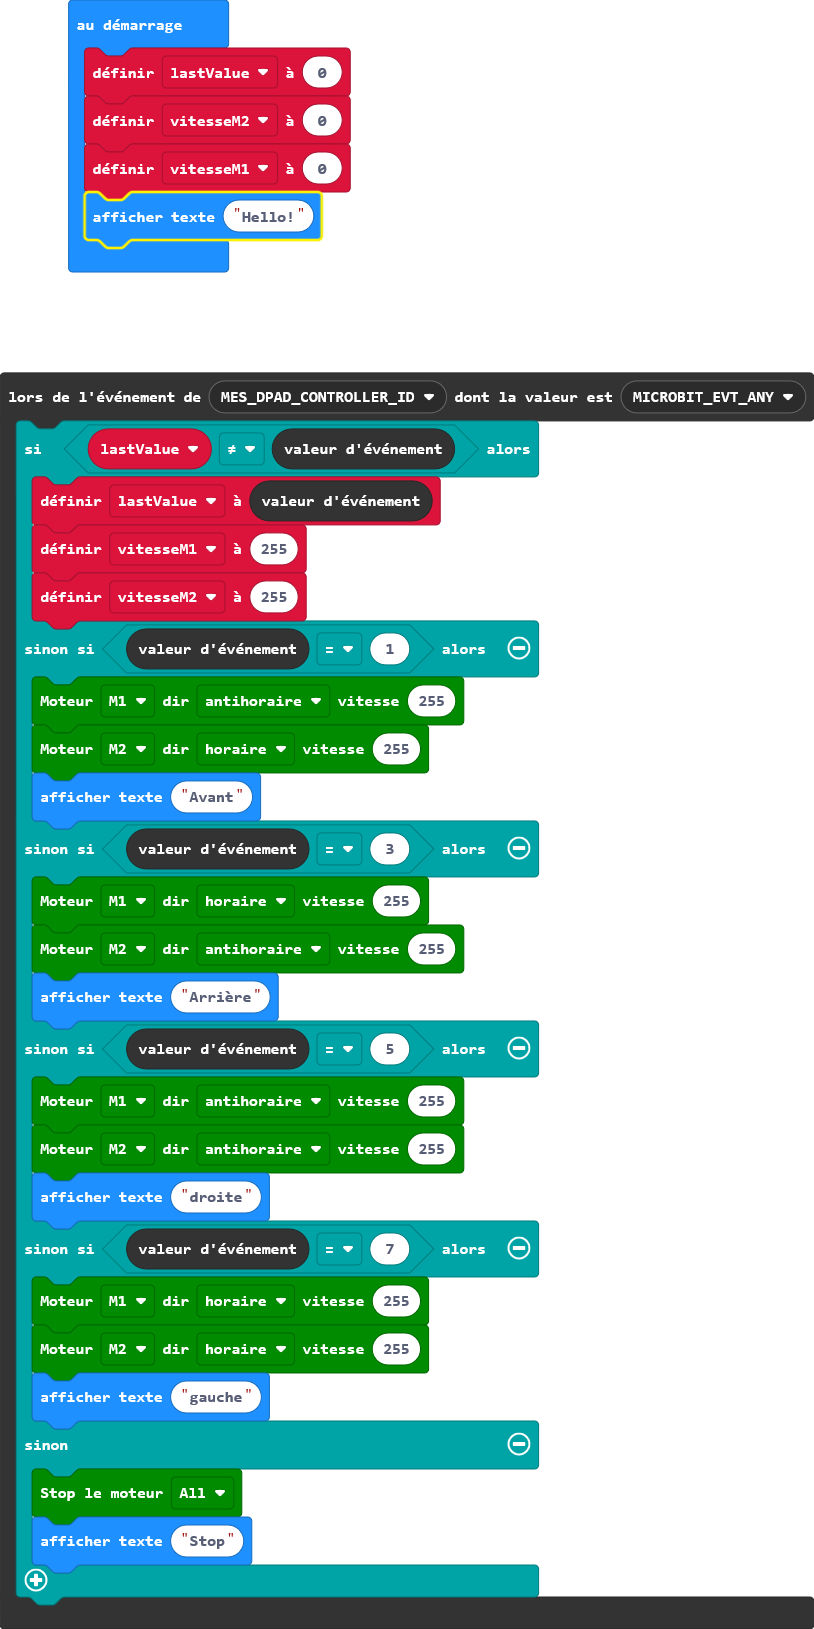 au démarrage
définir lastValue à 0
définir vitesseM2 à 0
définir vitesseM1 à 0
afficher texte "Hello!"
lors de l'événement de MES_DPAD_CONTROLLER_ID dont la valeur est MICROBIT_EVT_ANY
si lastValue ≠ valeur d'événement alors
définir lastValue à valeur d'événement
définir vitesseM1 à 255
définir vitesseM2 à 255
sinon si valeur d'événement = 1 alors
Moteur M1 dir antihoraire vitesse 255
Moteur M2 dir horaire vitesse 255
afficher texte "Avant"
sinon si valeur d'événement = 3 alors
Moteur M1 dir horaire vitesse 255
Moteur M2 dir antihoraire vitesse 255
afficher texte "Arrière"
sinon si valeur d'événement = 5 alors
Moteur M1 dir antihoraire vitesse 255
Moteur M2 dir antihoraire vitesse 255
afficher texte "droite"
sinon si valeur d'événement = 7 alors
Moteur M1 dir horaire vitesse 255
Moteur M2 dir horaire vitesse 255
afficher texte "gauche"
sinon
Stop le moteur All
afficher texte "Stop"